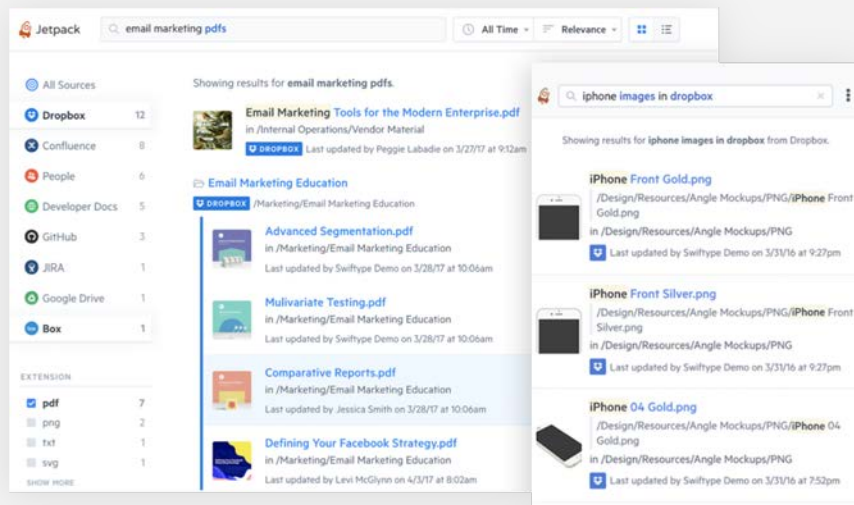 Jetpack
email marketing pdfs
All Time
Relevance
All Sources
Dropbox 12
Confluence 8
People 6
Developer Docs 5
GitHub 3
JIRA 1
Google Drive 1
Box 1
EXTENSION
pdf 7
png 2
txt 1
svg 1
SHOW MORE
Showing results for email marketing pdfs.
Email Marketing Tools for the Modern Enterprise.pdf
in /Internal Operations/Vendor Material
DROPBOX Last updated by Peggie Labadie on 3/27/17 at 9:12am
Email Marketing Education
DROPBOX /Marketing/Email Marketing Education
Advanced Segmentation.pdf
in /Marketing/Email Marketing Education
Last updated by Swiftype Demo on 3/28/17 at 10:06am
Mulivariate Testing.pdf
in /Marketing/Email Marketing Education
Last updated by Swiftype Demo on 3/28/17 at 10:06am
Comparative Reports.pdf
in /Marketing/Email Marketing Education
Last updated by Jessica Smith on 3/28/17 at 10:06am
Defining Your Facebook Strategy.pdf
in /Marketing/Email Marketing Education
Last updated by Levi McGlynn on 4/3/17 at 8:02am
iphone images in dropbox
Showing results for iphone images in dropbox from Dropbox.
iPhone Front Gold.png
/Design/Resources/Angle Mockups/PNG/iPhone Front
Gold.png
in /Design/Resources/Angle Mockups/PNG
Last updated by Swiftype Demo on 3/31/16 at 9:27pm
iPhone Front Silver.png
/Design/Resources/Angle Mockups/PNG/iPhone Front
Silver.png
in /Design/Resources/Angle Mockups/PNG
Last updated by Swiftype Demo on 3/31/16 at 9:27pm
iPhone 04 Gold.png
/Design/Resources/Angle Mockups/PNG/iPhone 04
Gold.png
in /Design/Resources/Angle Mockups/PNG
Last updated by Swiftype Demo on 3/31/16 at 7:52pm